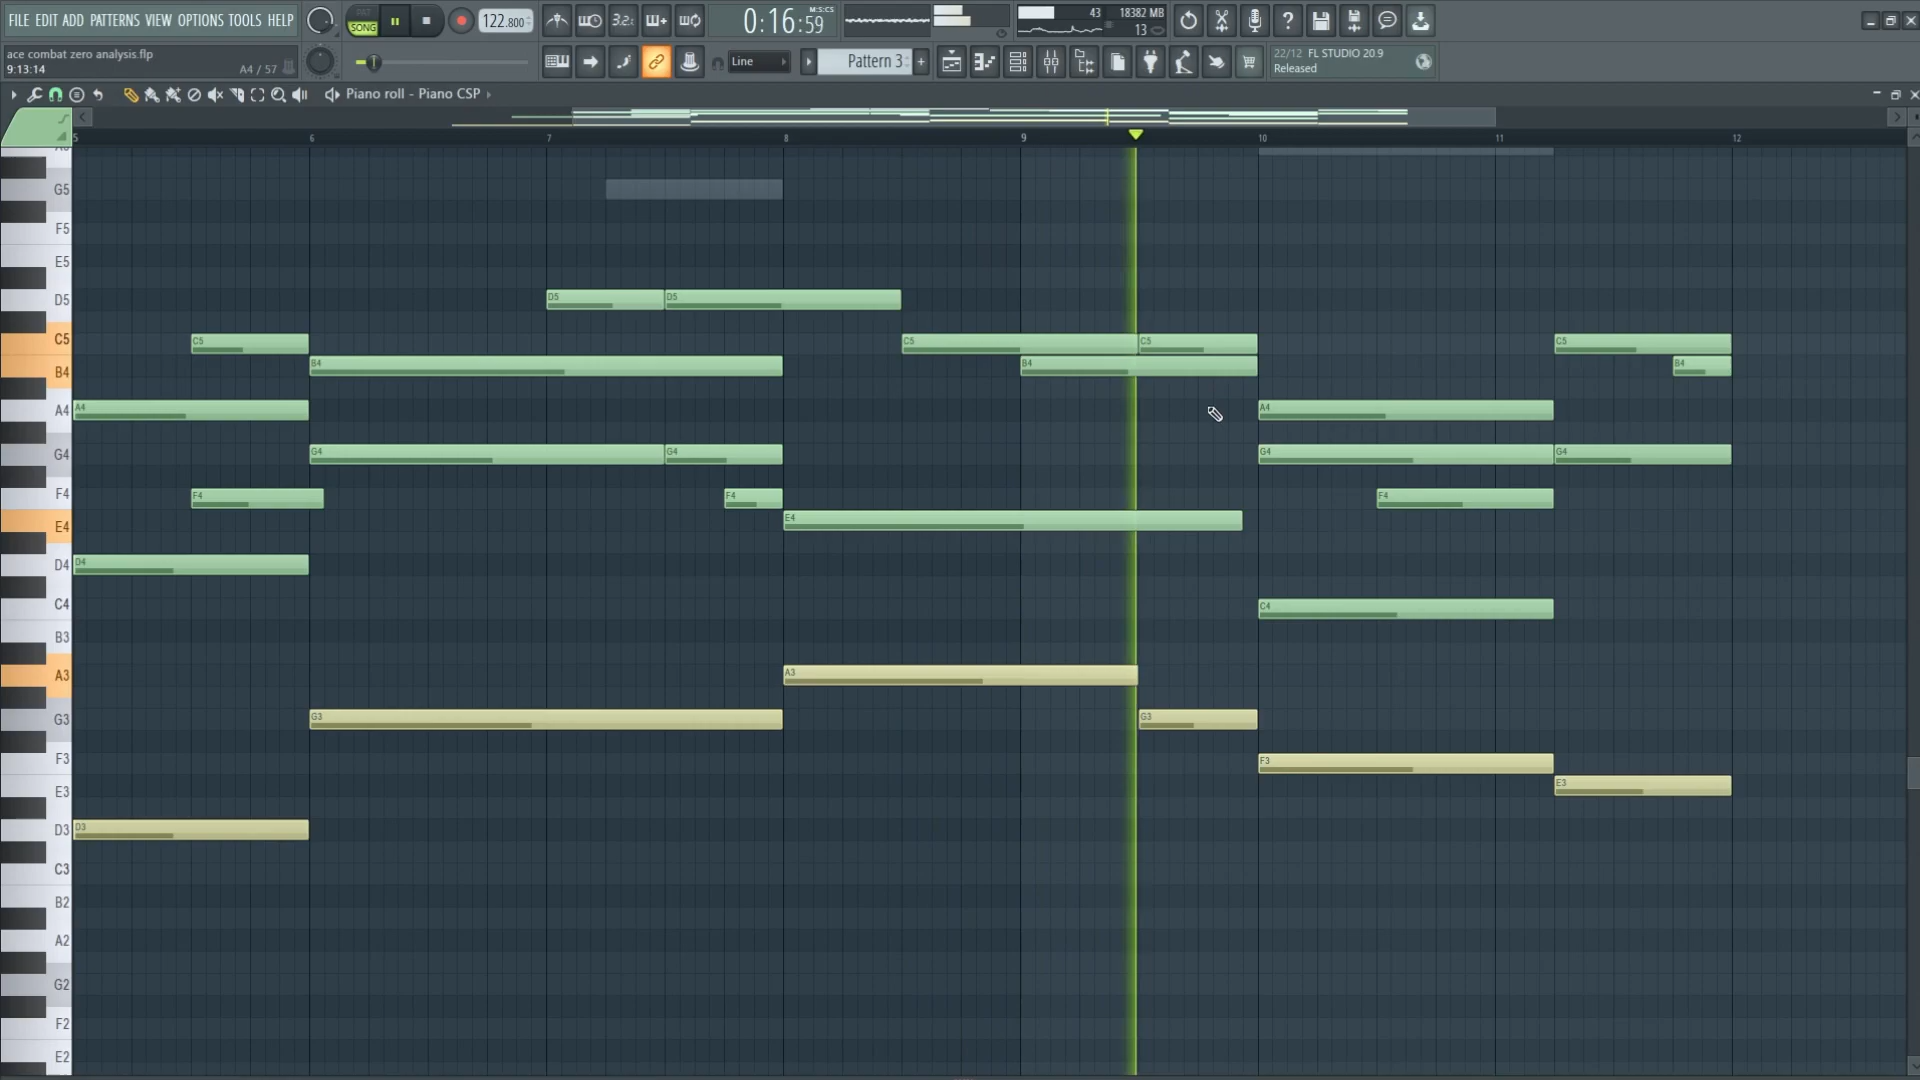 FILE EDIT ADD PATTERNS VIEW OPTIONS TOOLS HELP
PAT
SONG
122.800
3.2.:
0:16:59
M:S:CS
43
18382 MB
13
ace combat zero analysis.flp
9:13:14
A4 / 57
Line
Pattern 3
+
22/12 FL STUDIO 20.9
Released
Piano roll - Piano CSP
5 6 7 8 9 10 11 12
G5
F5
E5
D5
D5 D5
C5
C5 C5 C5 C5
B4
B4 B4 B4
A4
A4 A4
G4
G4 G4 G4 G4
F4
F4 F4 F4
E4
E4
D4
D4
C4
C4
B3
A3
A3
G3
G3 G3
F3
F3
E3
E3
D3
D3
C3
B2
A2
G2
F2
E2